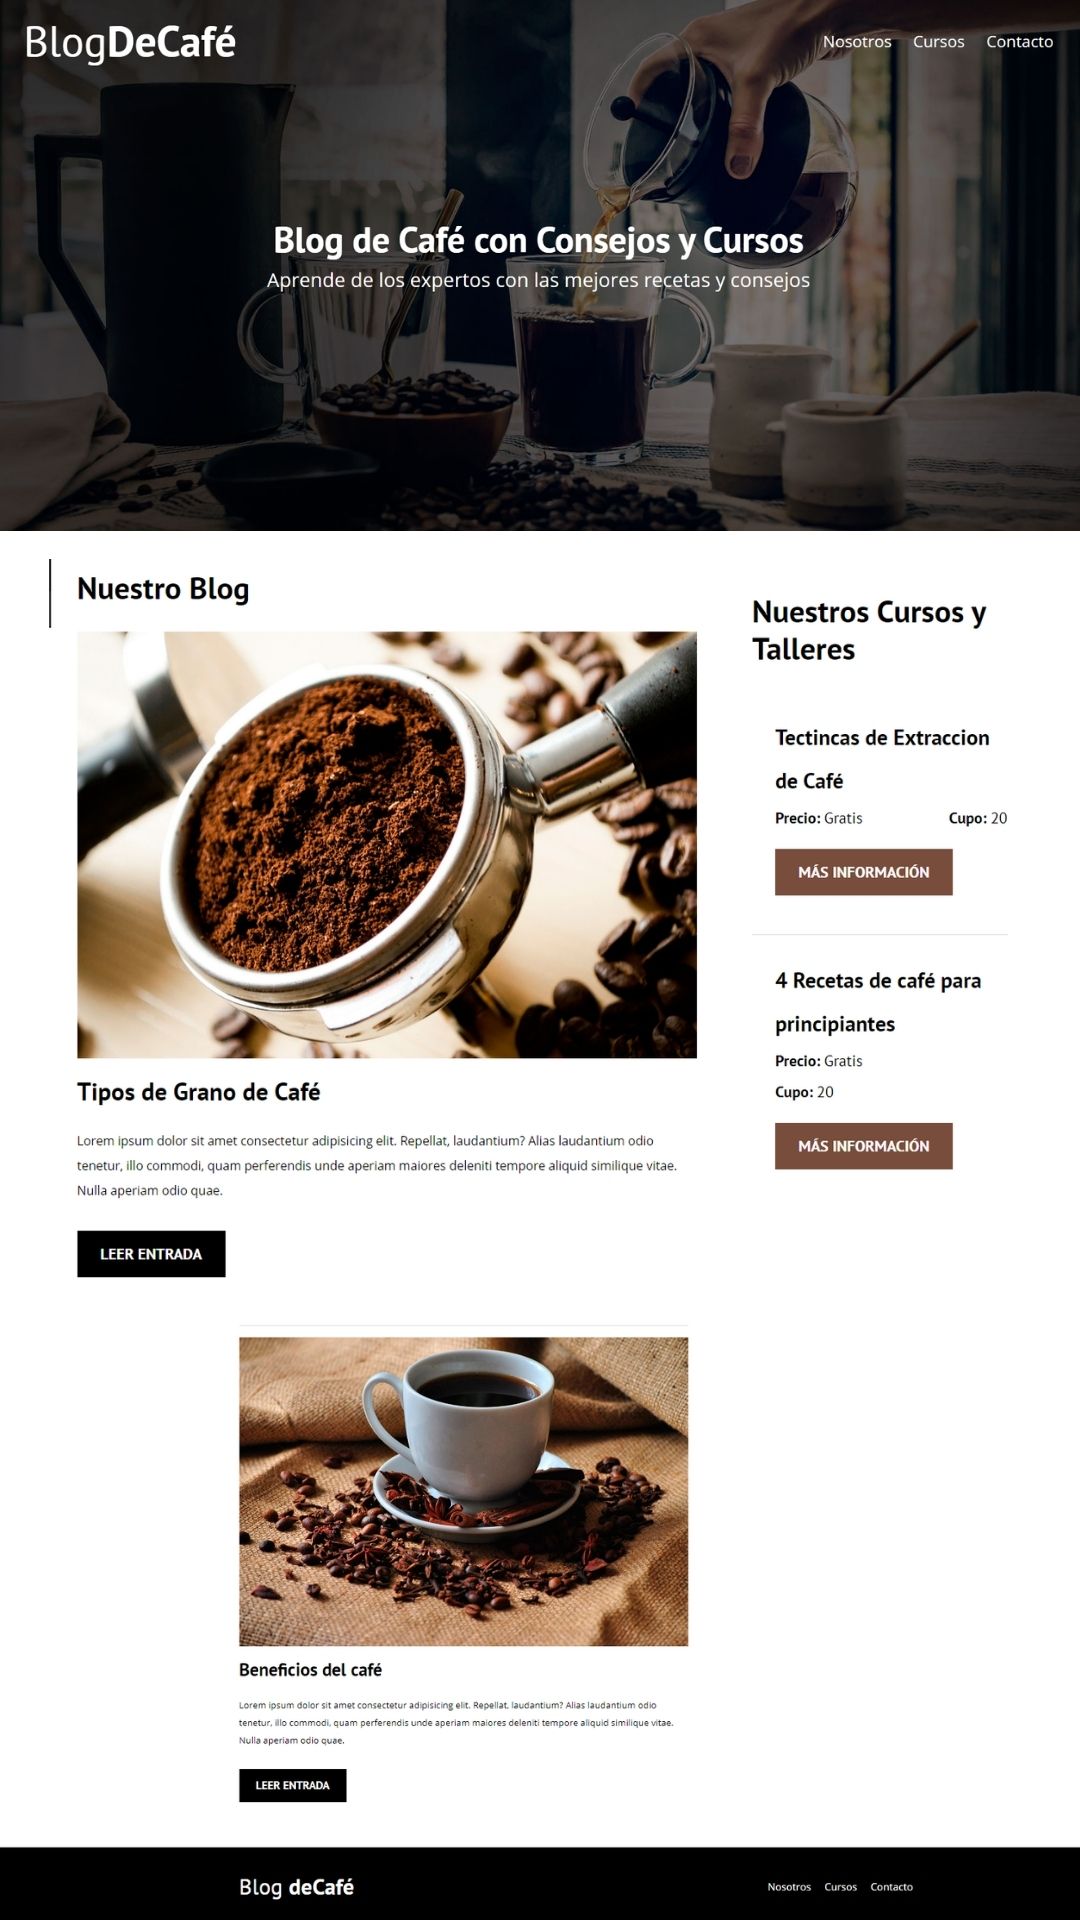 BlogDeCafé
Nosotros Cursos Contacto
Blog de Café con Consejos y Cursos
Aprende de los expertos con las mejores recetas y consejos
Nuestro Blog
Tipos de Grano de Café
Lorem ipsum dolor sit amet consectetur adipisicing elit. Repellat, laudantium? Alias laudantium odio
tenetur, illo commodi, quam perferendis unde aperiam maiores deleniti tempore aliquid similique vitae.
Nulla aperiam odio quae.
LEER ENTRADA
Beneficios del café
Lorem ipsum dolor sit amet consectetur adipisicing elit. Repellat, laudantium? Alias laudantium odio
tenetur, illo commodi, quam perferendis unde aperiam maiores deleniti tempore aliquid similique vitae.
Nulla aperiam odio quae.
LEER ENTRADA
Nuestros Cursos y
Talleres
Tectincas de Extraccion
de Café
Precio: Gratis Cupo: 20
MÁS INFORMACIÓN
4 Recetas de café para
principiantes
Precio: Gratis
Cupo: 20
MÁS INFORMACIÓN
Blog deCafé
Nosotros Cursos Contacto